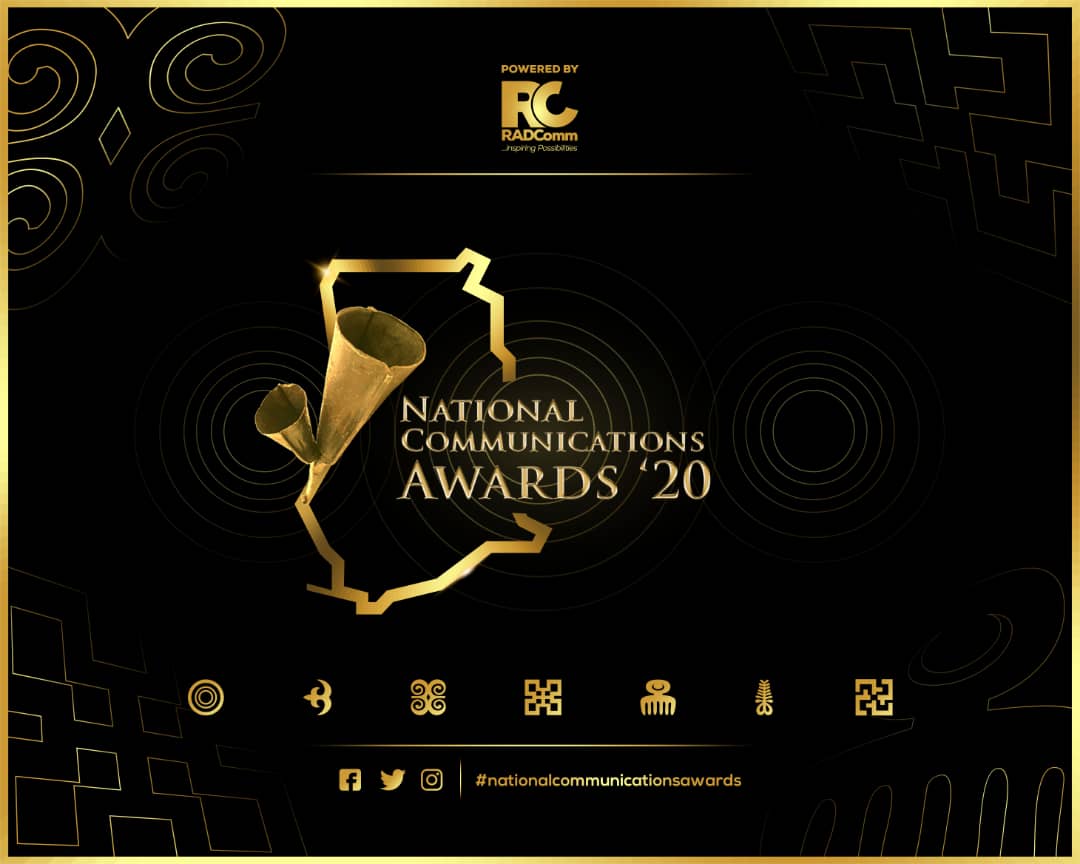 POWERED BY
RC
RADComm
...Inspiring Possibilities
NATIONAL
COMMUNICATIONS
AWARDS ‘20
#nationalcommunicationsawards